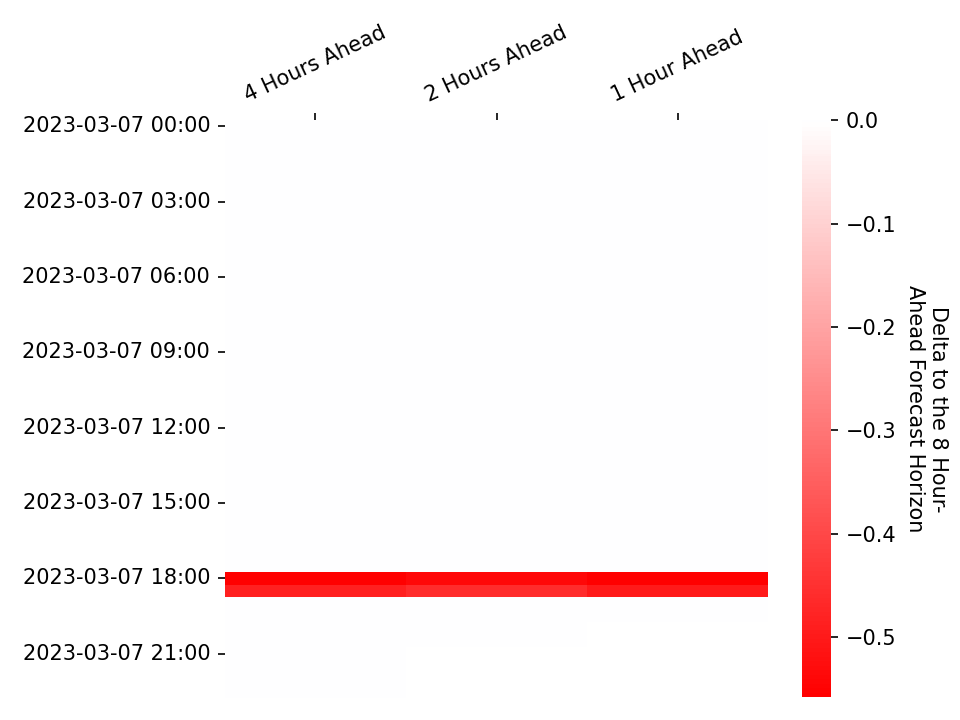 4 Hours Ahead
2 Hours Ahead
1 Hour Ahead
2023-03-07 00:00
2023-03-07 03:00
2023-03-07 06:00
2023-03-07 09:00
2023-03-07 12:00
2023-03-07 15:00
2023-03-07 18:00
2023-03-07 21:00
0.0
−0.1
−0.2
−0.3
−0.4
−0.5
Delta to the 8 Hour-
Ahead Forecast Horizon